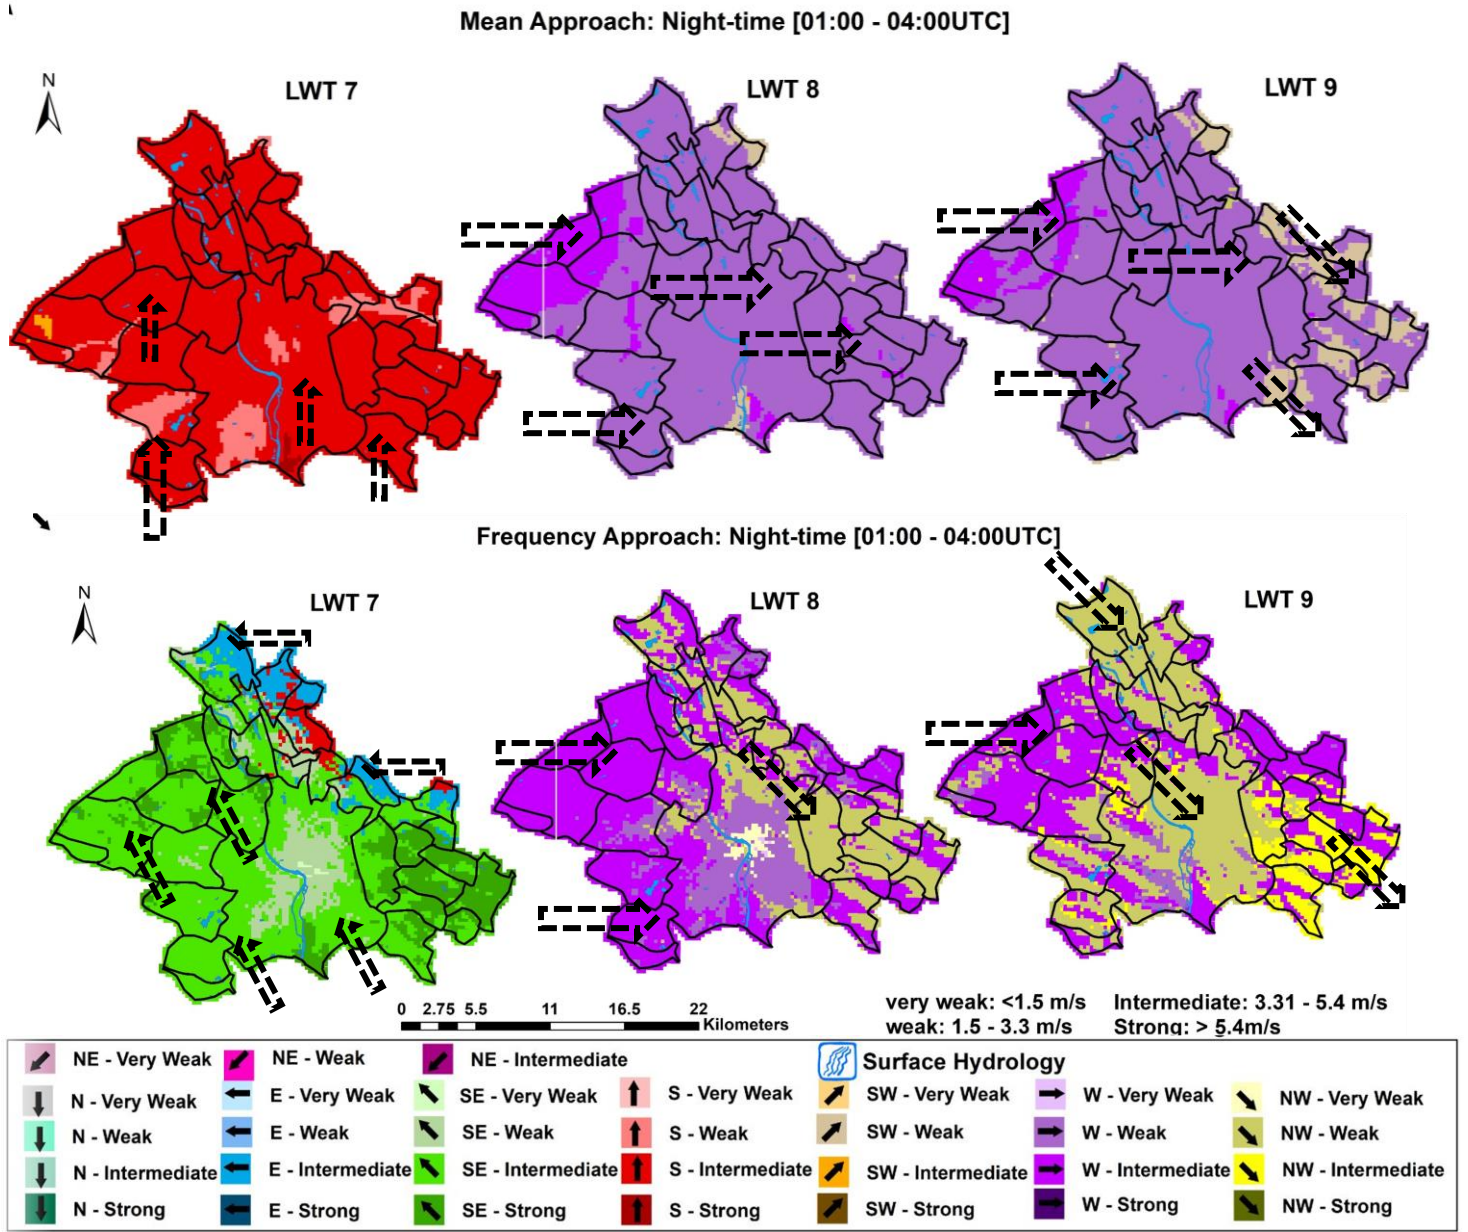 Mean Approach: Night-time [01:00 - 04:00UTC]
N
LWT 7
LWT 8
LWT 9
Frequency Approach: Night-time [01:00 - 04:00UTC]
N
LWT 7
LWT 8
LWT 9
0 2.75 5.5 11 16.5 22
Kilometers
very weak: <1.5 m/s Intermediate: 3.31 - 5.4 m/s
weak: 1.5 - 3.3 m/s Strong: > 5.4m/s
NE - Very Weak NE - Weak NE - Intermediate Surface Hydrology
N - Very Weak E - Very Weak SE - Very Weak S - Very Weak SW - Very Weak W - Very Weak NW - Very Weak
N - Weak E - Weak SE - Weak S - Weak SW - Weak W - Weak NW - Weak
N - Intermediate E - Intermediate SE - Intermediate S - Intermediate SW - Intermediate W - Intermediate NW - Intermediate
N - Strong E - Strong SE - Strong S - Strong SW - Strong W - Strong NW - Strong